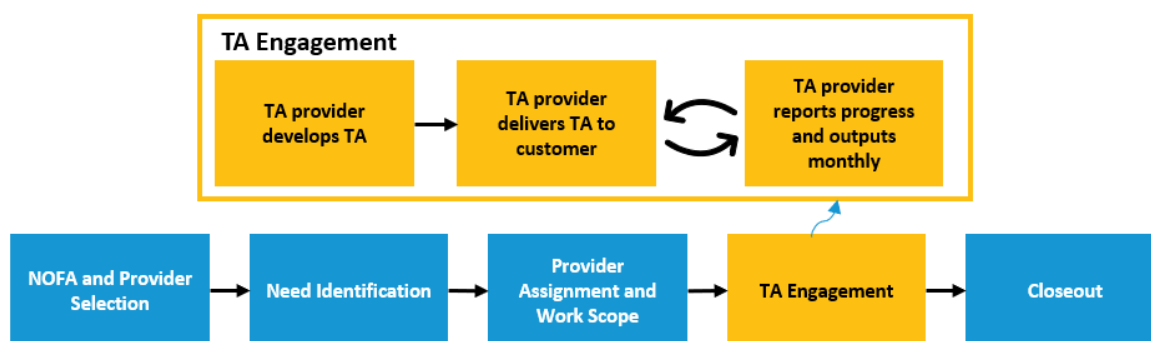 TA Engagement
TA provider
develops TA
TA provider
delivers TA to
customer
TA provider
reports progress
and outputs
monthly
NOFA and Provider
Selection
Need Identification
Provider
Assignment and
Work Scope
TA Engagement
Closeout